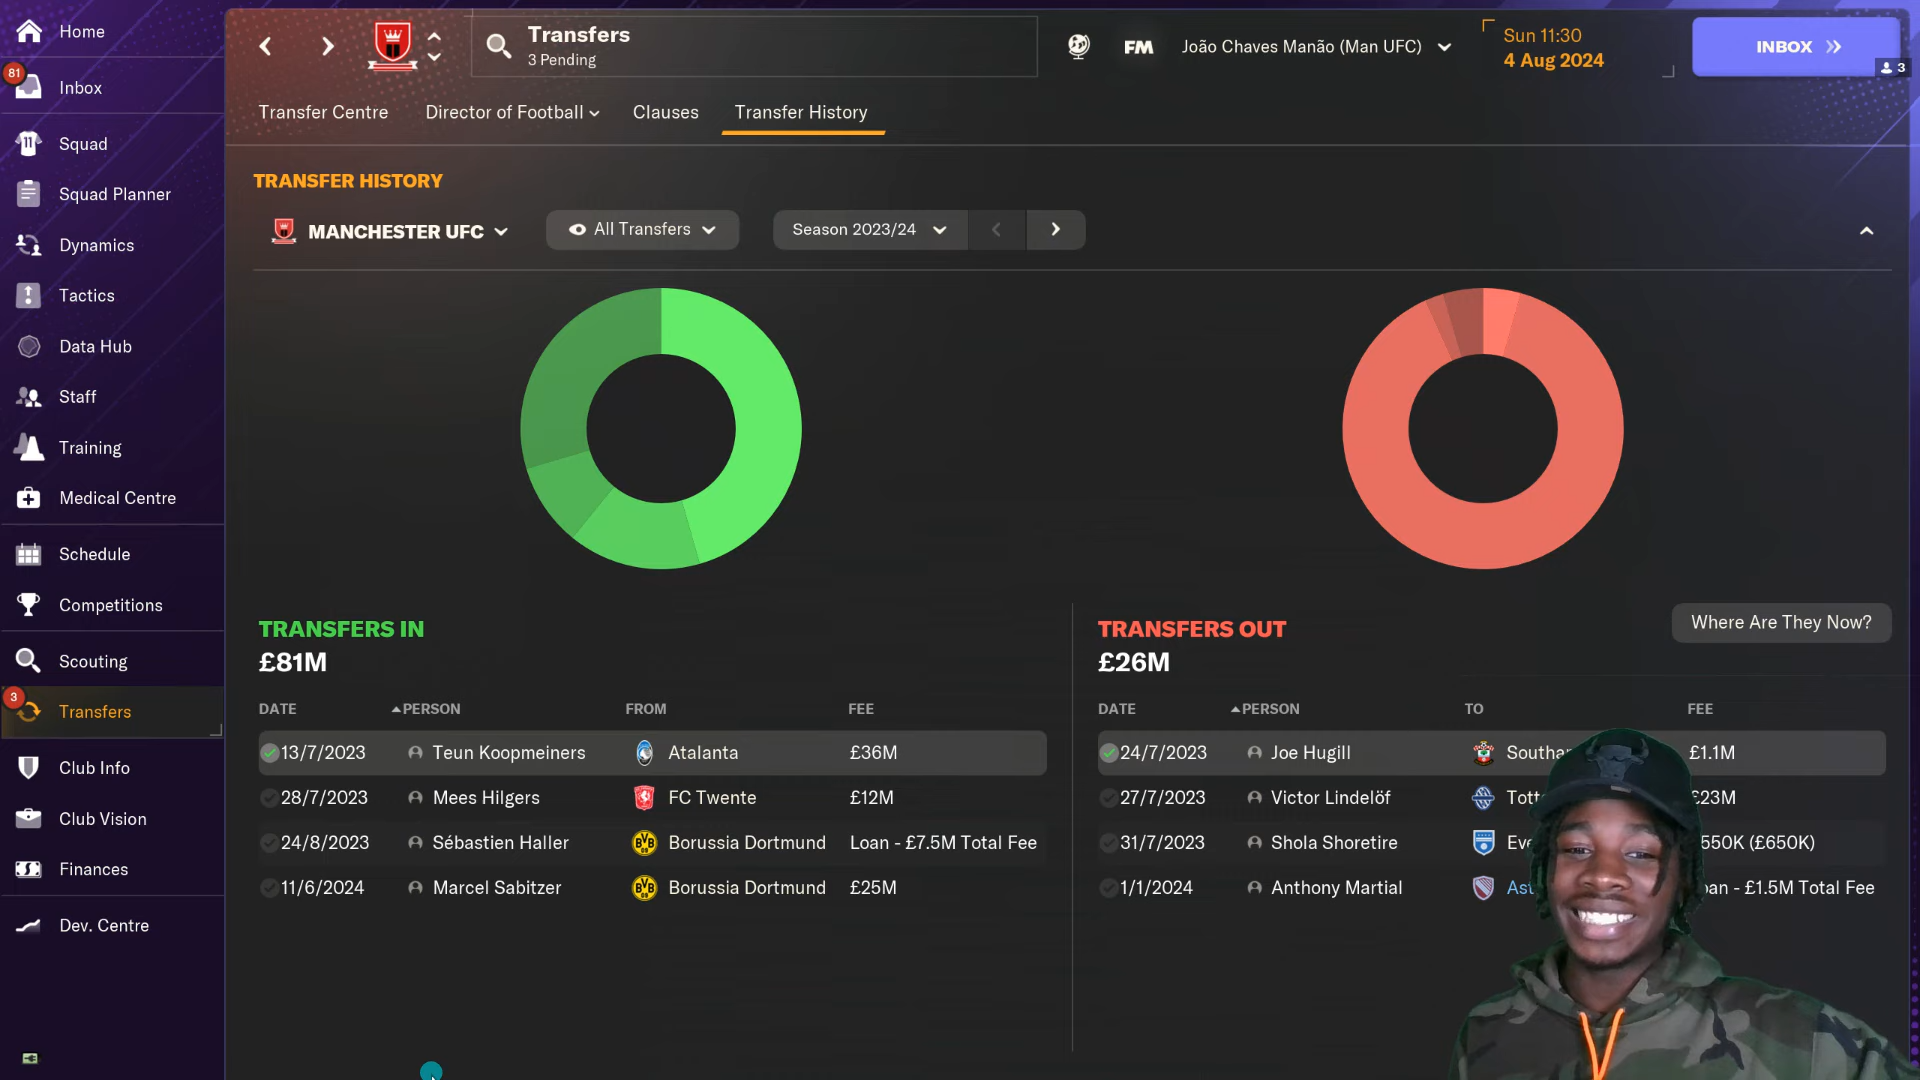 Home
81
Inbox
Squad
Squad Planner
Dynamics
Tactics
Data Hub
Staff
Training
Medical Centre
Schedule
Competitions
Scouting
3
Transfers
Club Info
Club Vision
Finances
Dev. Centre
Transfers
3 Pending
FM
João Chaves Manão (Man UFC)
Sun 11:30
4 Aug 2024
INBOX
3
Transfer Centre
Director of Football
Clauses
Transfer History
TRANSFER HISTORY
MANCHESTER UFC
All Transfers
Season 2023/24
TRANSFERS IN
£81M
DATE PERSON FROM FEE
13/7/2023 Teun Koopmeiners Atalanta £36M
28/7/2023 Mees Hilgers FC Twente £12M
24/8/2023 Sébastien Haller Borussia Dortmund Loan - £7.5M Total Fee
11/6/2024 Marcel Sabitzer Borussia Dortmund £25M
TRANSFERS OUT
£26M
Where Are They Now?
DATE PERSON TO FEE
24/7/2023 Joe Hugill £1.1M
27/7/2023 Victor Lindelöf £23M
31/7/2023 Shola Shoretire (£650K)
1/1/2024 Anthony Martial - £1.5M Total Fee